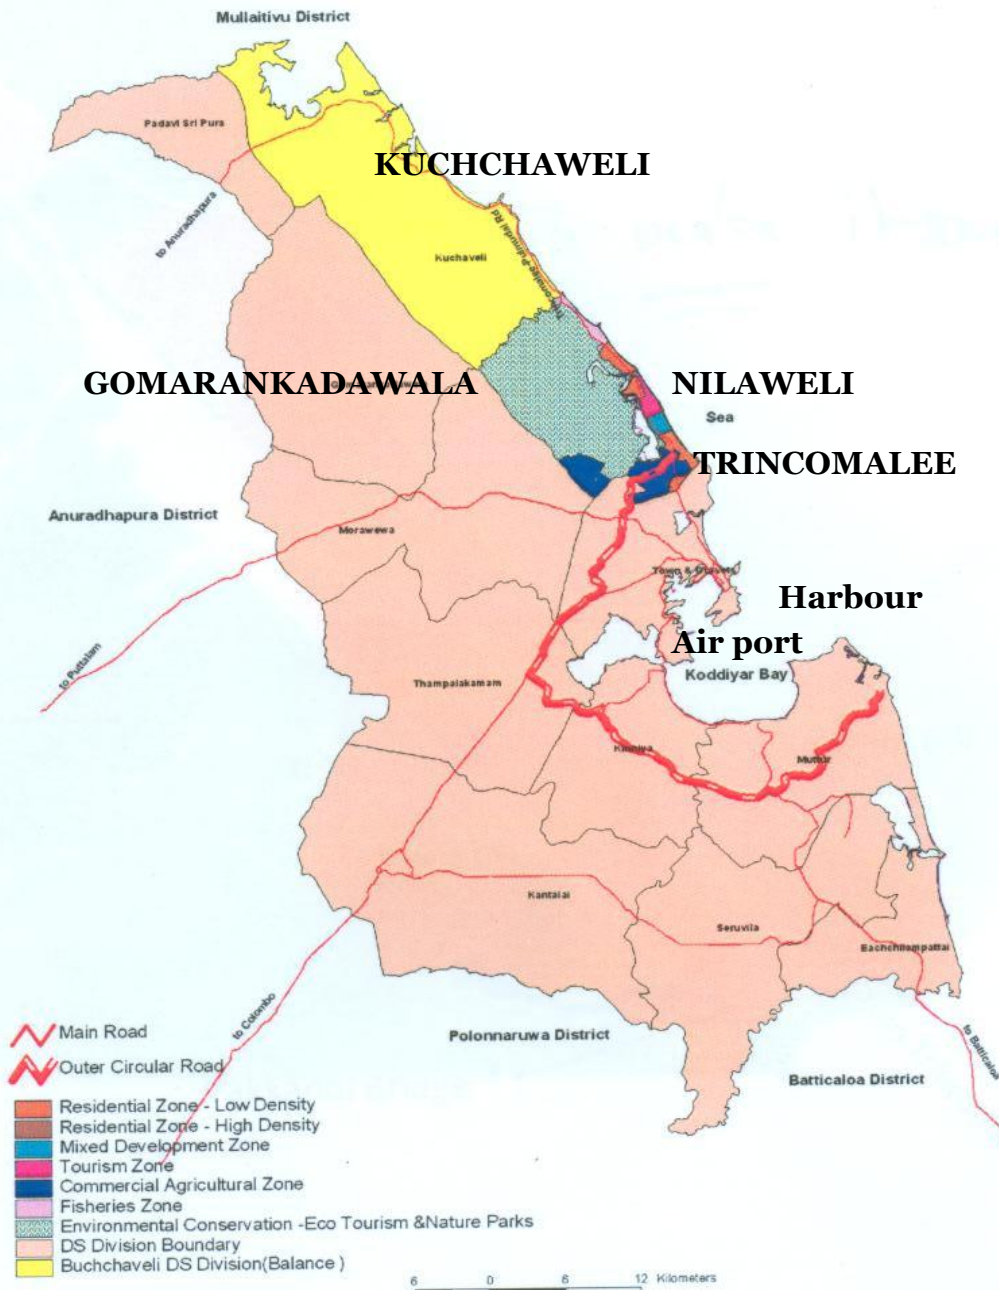 Mullaitivu District
Padavi Sri Pura
KUCHCHAWELI
to Anuradhapura
Kuchaveli
GOMARANKADAWALA
NILAWELI
Sea
TRINCOMALEE
Anuradhapura District
Morawewa
Town & Gravets
Harbour
Air port
to Puttalam
Koddiyar Bay
Thampalakamam
Kinniya
Muttur
Kantalai
Seruvila
to Colombo
Polonnaruwa District
to Batticaloa
Batticaloa District
Main Road
Outer Circular Road
Residential Zone - Low Density
Residential Zone - High Density
Mixed Development Zone
Tourism Zone
Commercial Agricultural Zone
Fisheries Zone
Environmental Conservation -Eco Tourism &Nature Parks
DS Division Boundary
Buchchaveli DS Division(Balance )
6 0 6 12 Kilometers